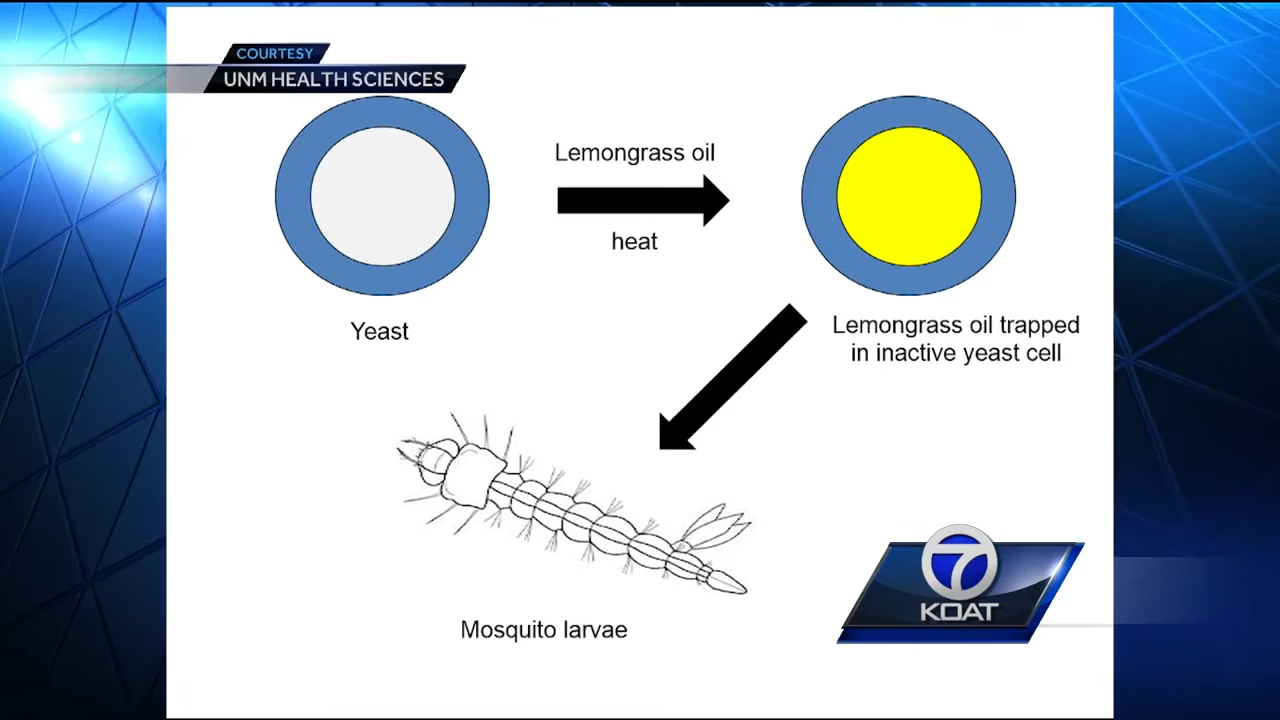 COURTESY
UNM HEALTH SCIENCES
Lemongrass oil
heat
Yeast
Lemongrass oil trapped
in inactive yeast cell
Mosquito larvae
7
KOAT